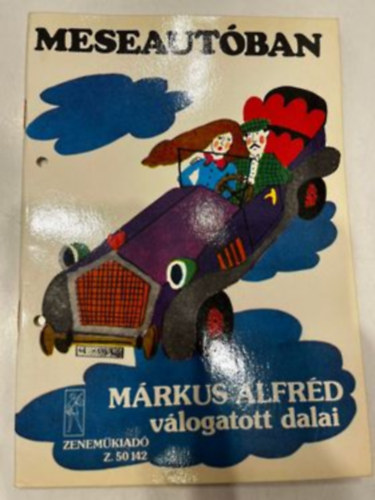 MESEAUTÓBAN
MÁRKUS ALFRÉD
válogatott dalai
ZENEMŰKIADÓ
Z. 50 142